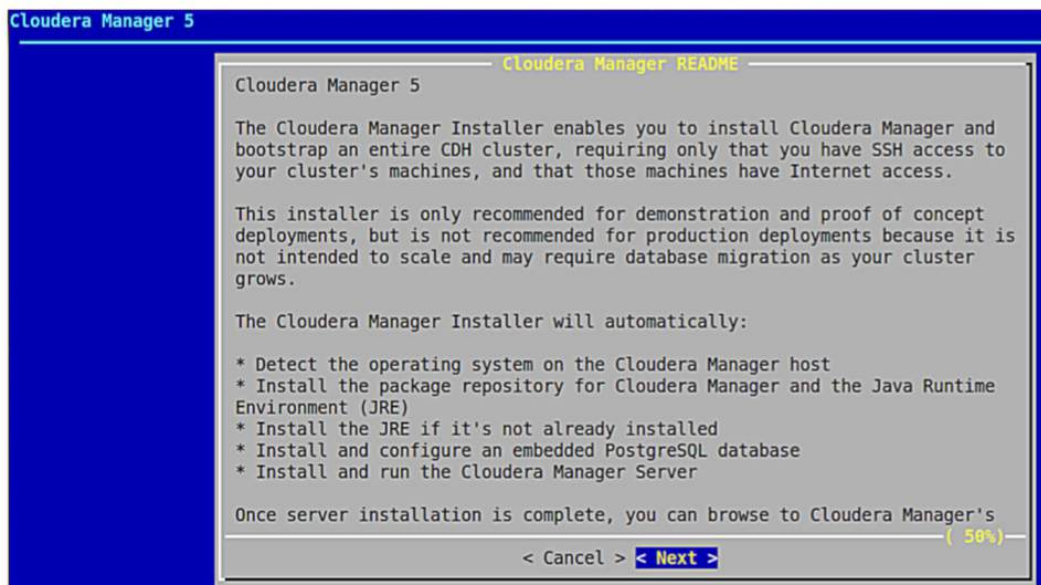 Cloudera Manager 5
Cloudera Manager README
Cloudera Manager 5
The Cloudera Manager Installer enables you to install Cloudera Manager and
bootstrap an entire CDH cluster, requiring only that you have SSH access to
your cluster's machines, and that those machines have Internet access.
This installer is only recommended for demonstration and proof of concept
deployments, but is not recommended for production deployments because it is
not intended to scale and may require database migration as your cluster
grows.
The Cloudera Manager Installer will automatically:
* Detect the operating system on the Cloudera Manager host
* Install the package repository for Cloudera Manager and the Java Runtime
Environment (JRE)
* Install the JRE if it's not already installed
* Install and configure an embedded PostgreSQL database
* Install and run the Cloudera Manager Server
Once server installation is complete, you can browse to Cloudera Manager's
( 50%)
< Cancel > < Next >